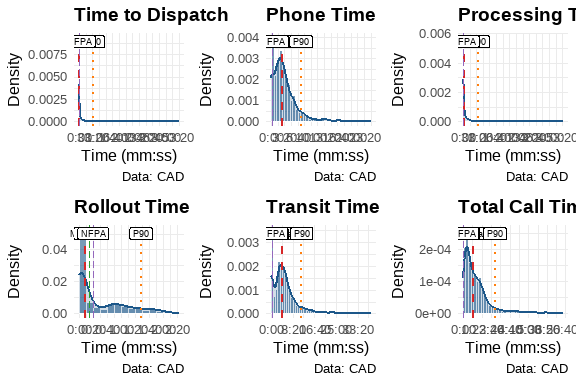 Time to Dispatch
Phone Time
Processing T
FPA
FPA
P90
FPA
0.0075
0.0050
0.0025
0.0000
0.004
0.003
0.002
0.001
0.000
0.006
0.004
0.002
0.000
Density
Density
Density
Time (mm:ss)
Time (mm:ss)
Time (mm:ss)
Data: CAD
Data: CAD
Data: CAD
Rollout Time
Transit Time
Total Call Tim
NFPA
P90
FPA
P90
FPA
P90
0.04
0.02
0.00
0.003
0.002
0.001
0.000
2e-04
1e-04
0e+00
Density
Density
Density
Time (mm:ss)
Time (mm:ss)
Time (mm:ss)
Data: CAD
Data: CAD
Data: CAD